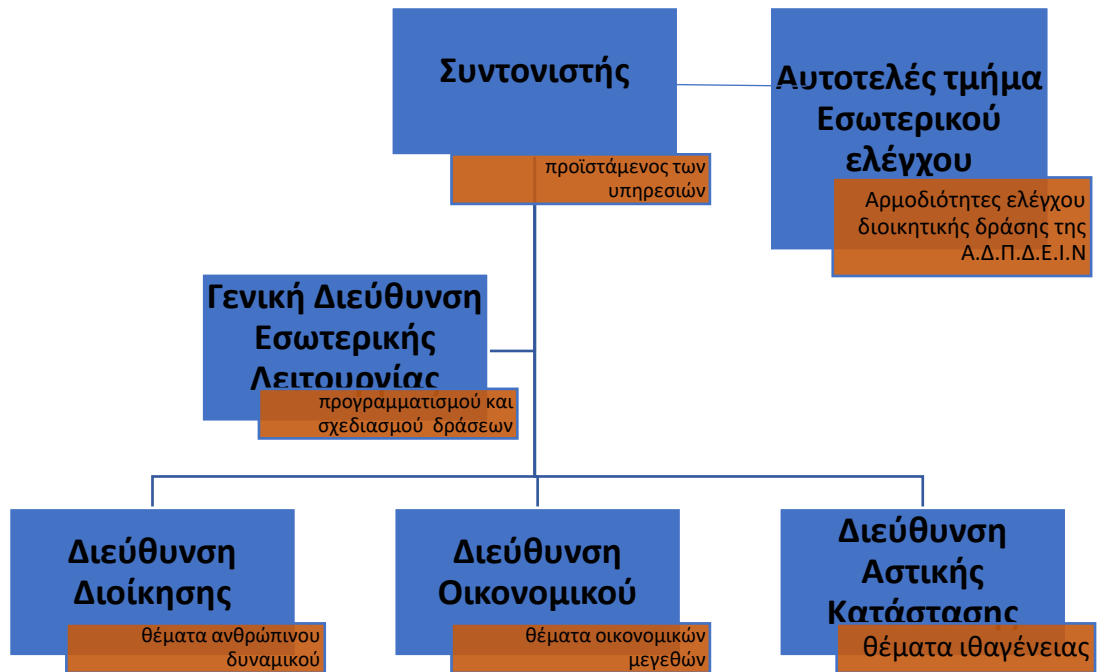 Συντονιστής
προϊστάμενος των
υπηρεσιών
Αυτοτελές τμήμα
Εσωτερικού
ελέγχου
Αρμοδιότητες ελέγχου
διοικητικής δράσης της
Α.Δ.Π.Δ.Ε.Ι.Ν
Γενική Διεύθυνση
Εσωτερικής
Λειτουργίας
προγραμματισμού και
σχεδιασμού δράσεων
Διεύθυνση
Διοίκησης
θέματα ανθρώπινου
δυναμικού
Διεύθυνση
Οικονομικού
θέματα οικονομικών
μεγεθών
Διεύθυνση
Αστικής
Κατάστασης
θέματα ιθαγένειας